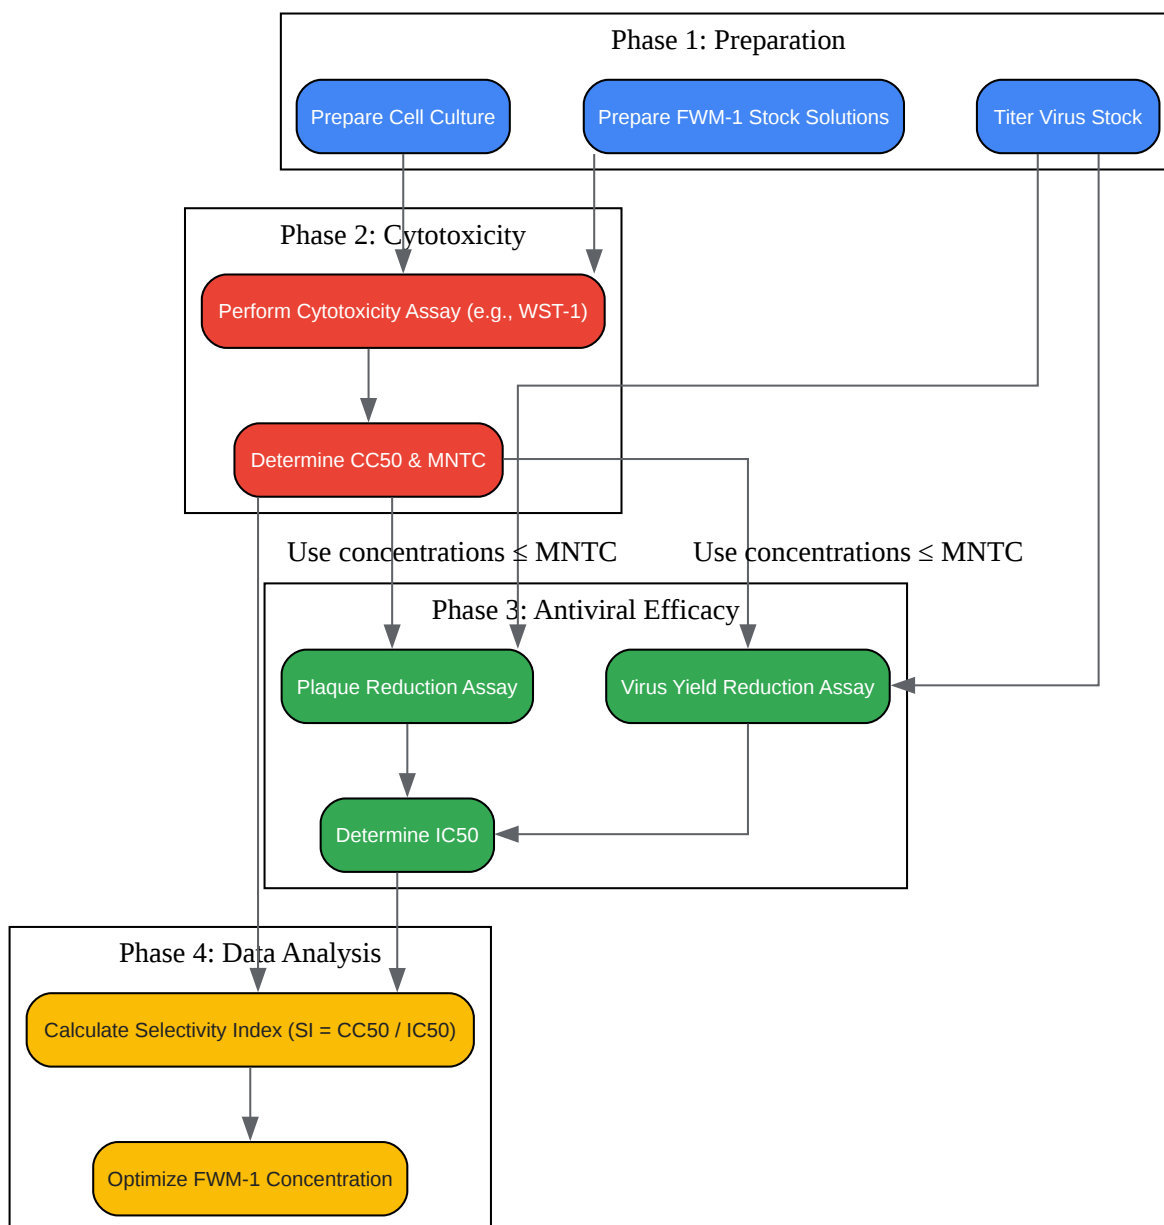 Phase 1: Preparation
Prepare Cell Culture
Prepare FWM-1 Stock Solutions
Titer Virus Stock
Phase 2: Cytotoxicity
Perform Cytotoxicity Assay (e.g., WST-1)
Determine CC50 & MNTC
Use concentrations ≤ MNTC
Use concentrations ≤ MNTC
Phase 3: Antiviral Efficacy
Plaque Reduction Assay
Virus Yield Reduction Assay
Determine IC50
Phase 4: Data Analysis
Calculate Selectivity Index (SI = CC50 / IC50)
Optimize FWM-1 Concentration